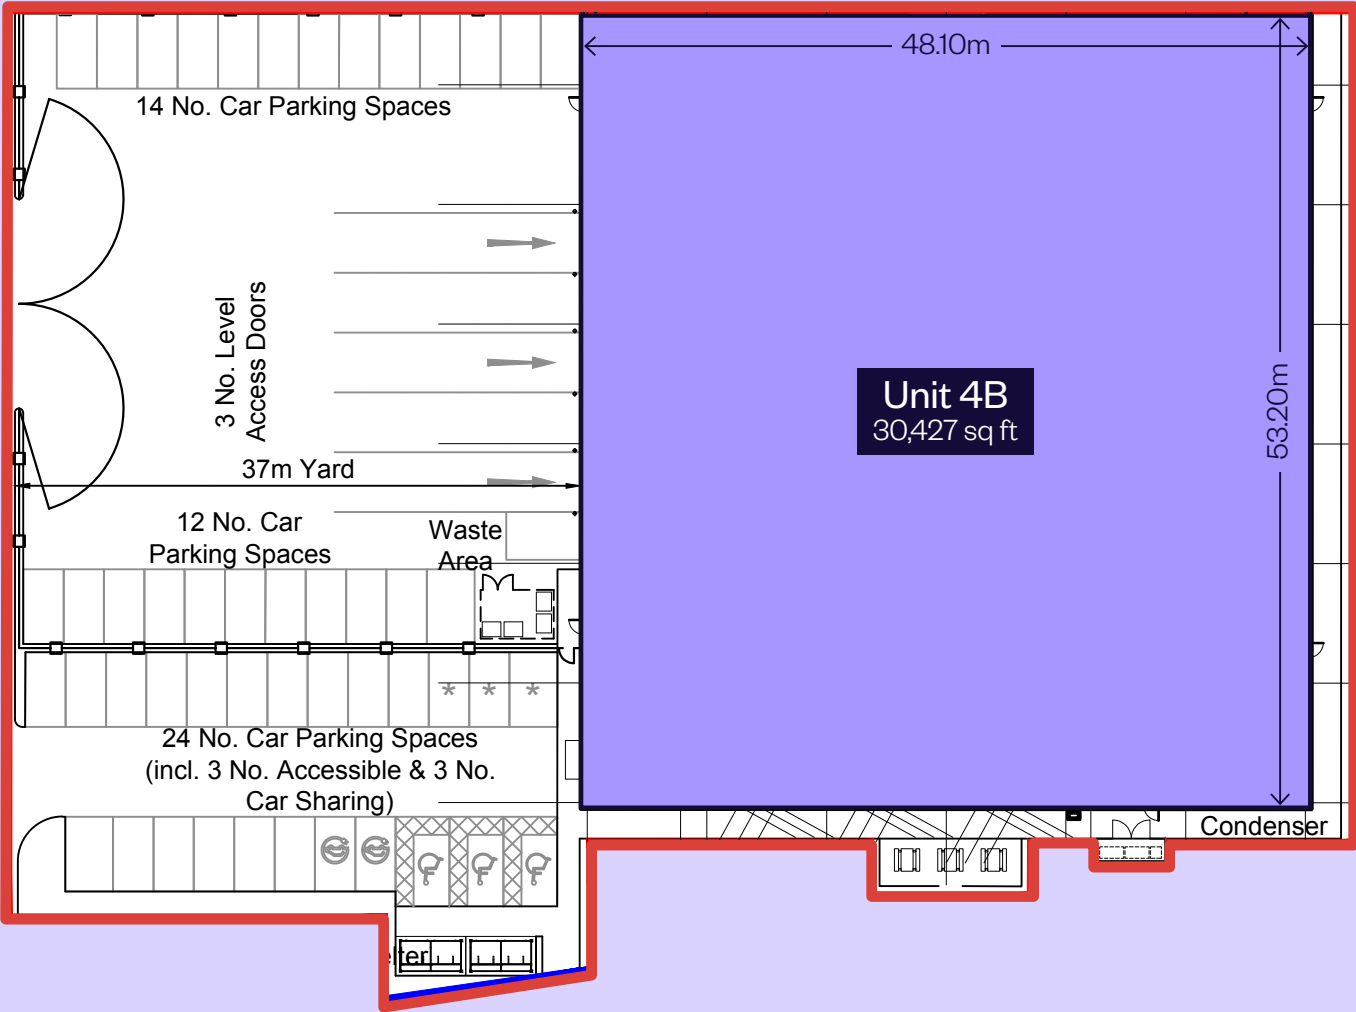 48.10m
14 No. Car Parking Spaces
3 No. Level
Access Doors
53.20m
Unit 4B
30,427 sq ft
37m Yard
12 No. Car
Parking Spaces
Waste
Area
* * *
24 No. Car Parking Spaces
(incl. 3 No. Accessible & 3 No.
Car Sharing)
Condenser